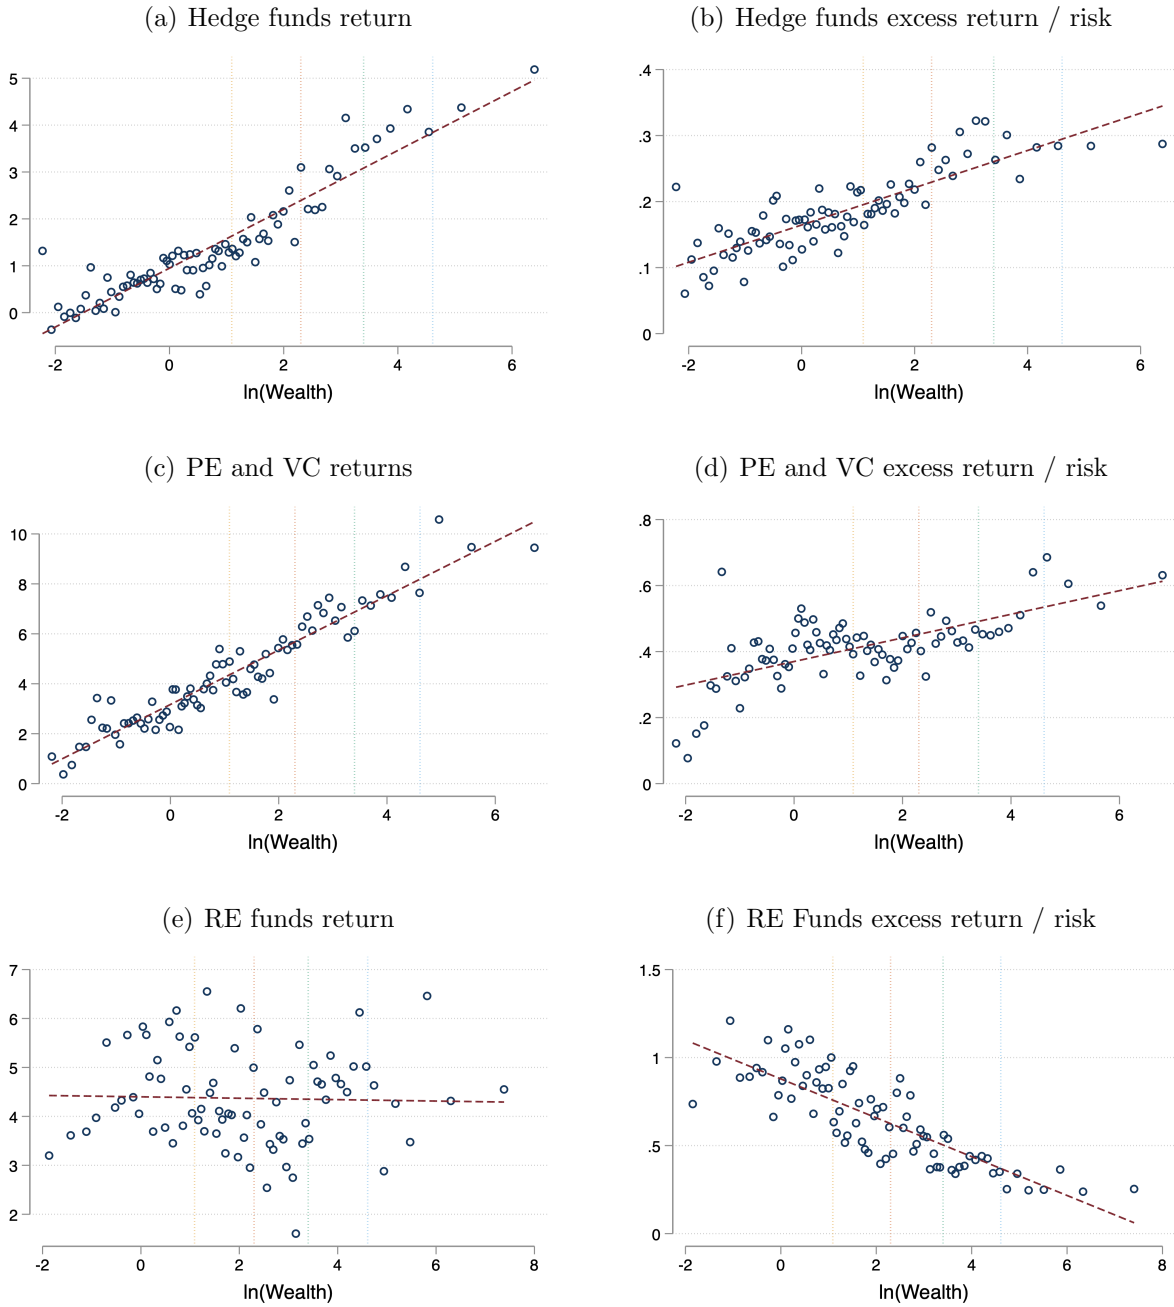 (a) Hedge funds return
5
4
3
2
1
0
-2 0 2 4 6
ln(Wealth)
(b) Hedge funds excess return / risk
.4
.3
.2
.1
0
-2 0 2 4 6
ln(Wealth)
(c) PE and VC returns
10
8
6
4
2
0
-2 0 2 4 6
ln(Wealth)
(d) PE and VC excess return / risk
.8
.6
.4
.2
0
-2 0 2 4 6
ln(Wealth)
(e) RE funds return
7
6
5
4
3
2
-2 0 2 4 6 8
ln(Wealth)
(f) RE Funds excess return / risk
1.5
1
.5
0
-2 0 2 4 6 8
ln(Wealth)